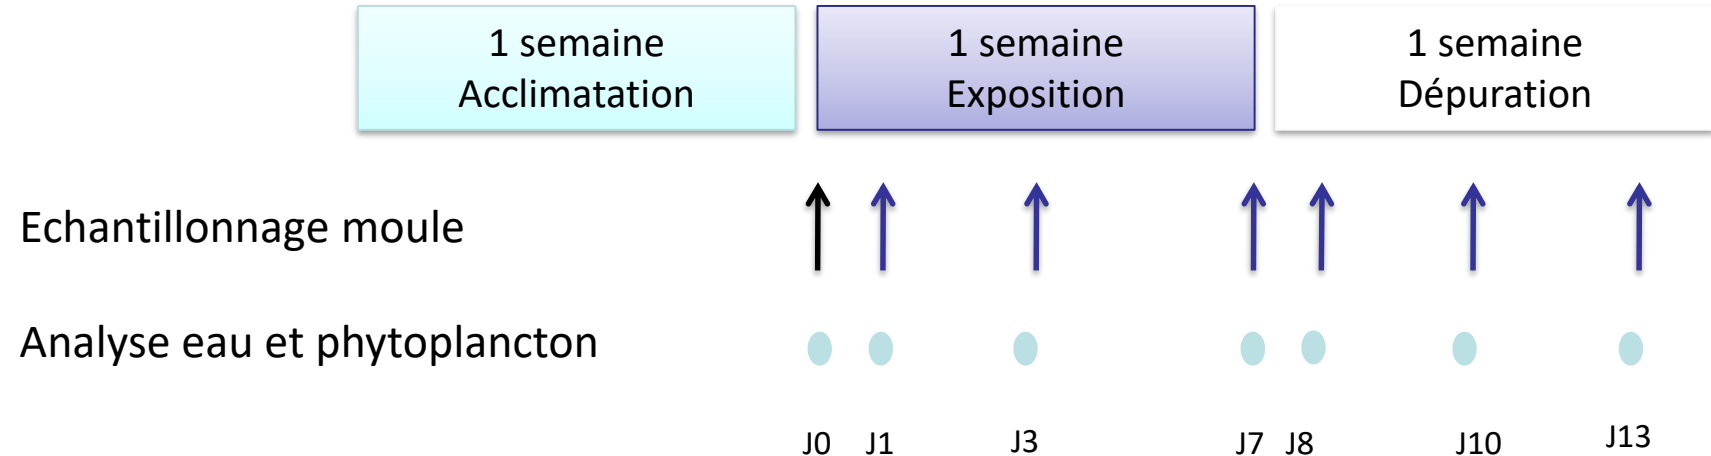 1 semaine
Acclimatation
1 semaine
Exposition
1 semaine
Dépuration
Echantillonnage moule
Analyse eau et phytoplancton
J0 J1 J3 J7 J8 J10 J13